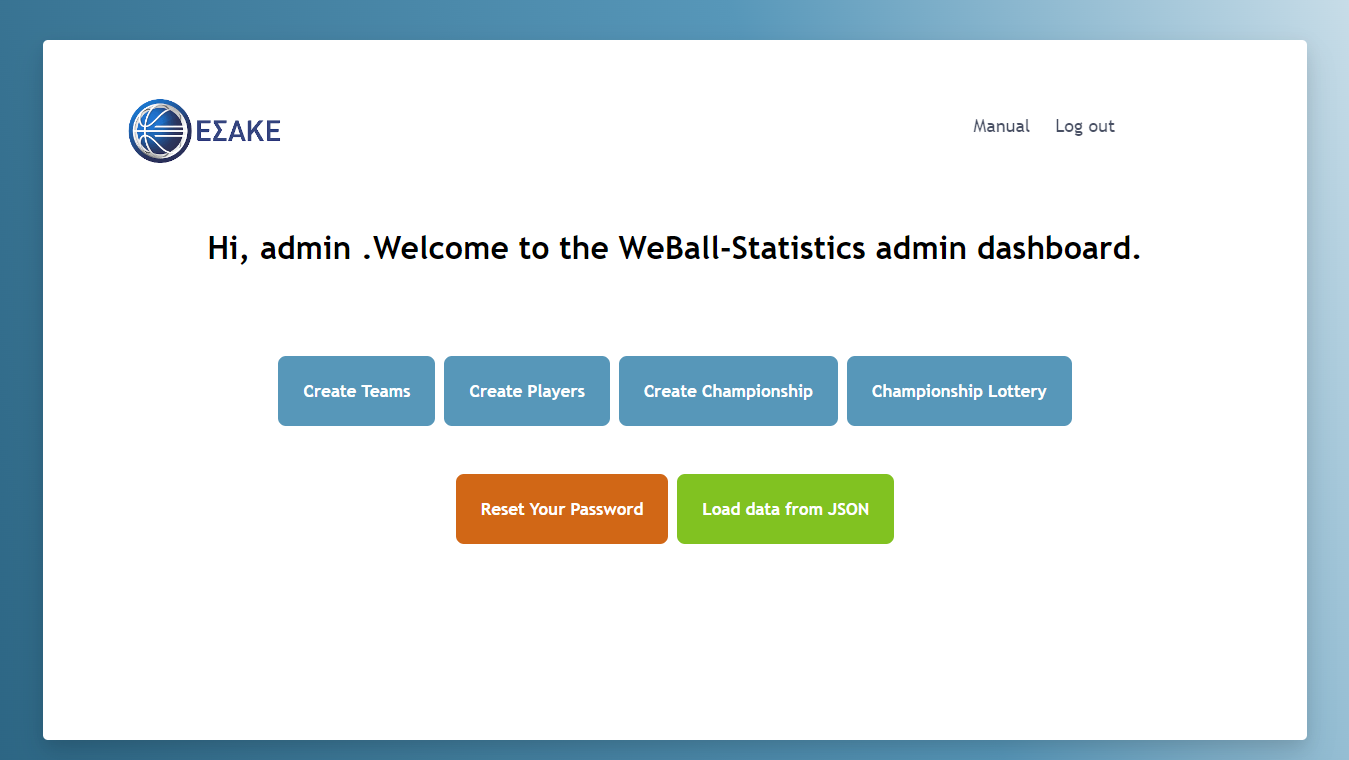 ΕΣΑΚΕ
Manual Log out
Hi, admin .Welcome to the WeBall-Statistics admin dashboard.
Create Teams Create Players Create Championship Championship Lottery
Reset Your Password Load data from JSON